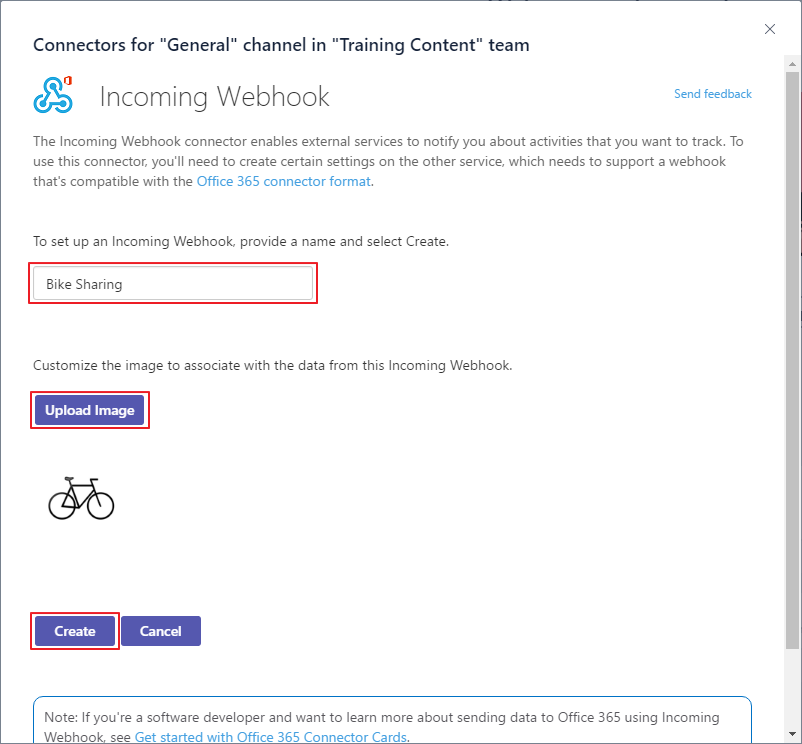 Connectors for "General" channel in "Training Content" team
Incoming Webhook
Send feedback
The Incoming Webhook connector enables external services to notify you about activities that you want to track. To
use this connector, you'll need to create certain settings on the other service, which needs to support a webhook
that's compatible with the Office 365 connector format.
To set up an Incoming Webhook, provide a name and select Create.
Bike Sharing
Customize the image to associate with the data from this Incoming Webhook.
Upload Image
Create
Cancel
Note: If you're a software developer and want to learn more about sending data to Office 365 using Incoming
Webhook, see Get started with Office 365 Connector Cards.